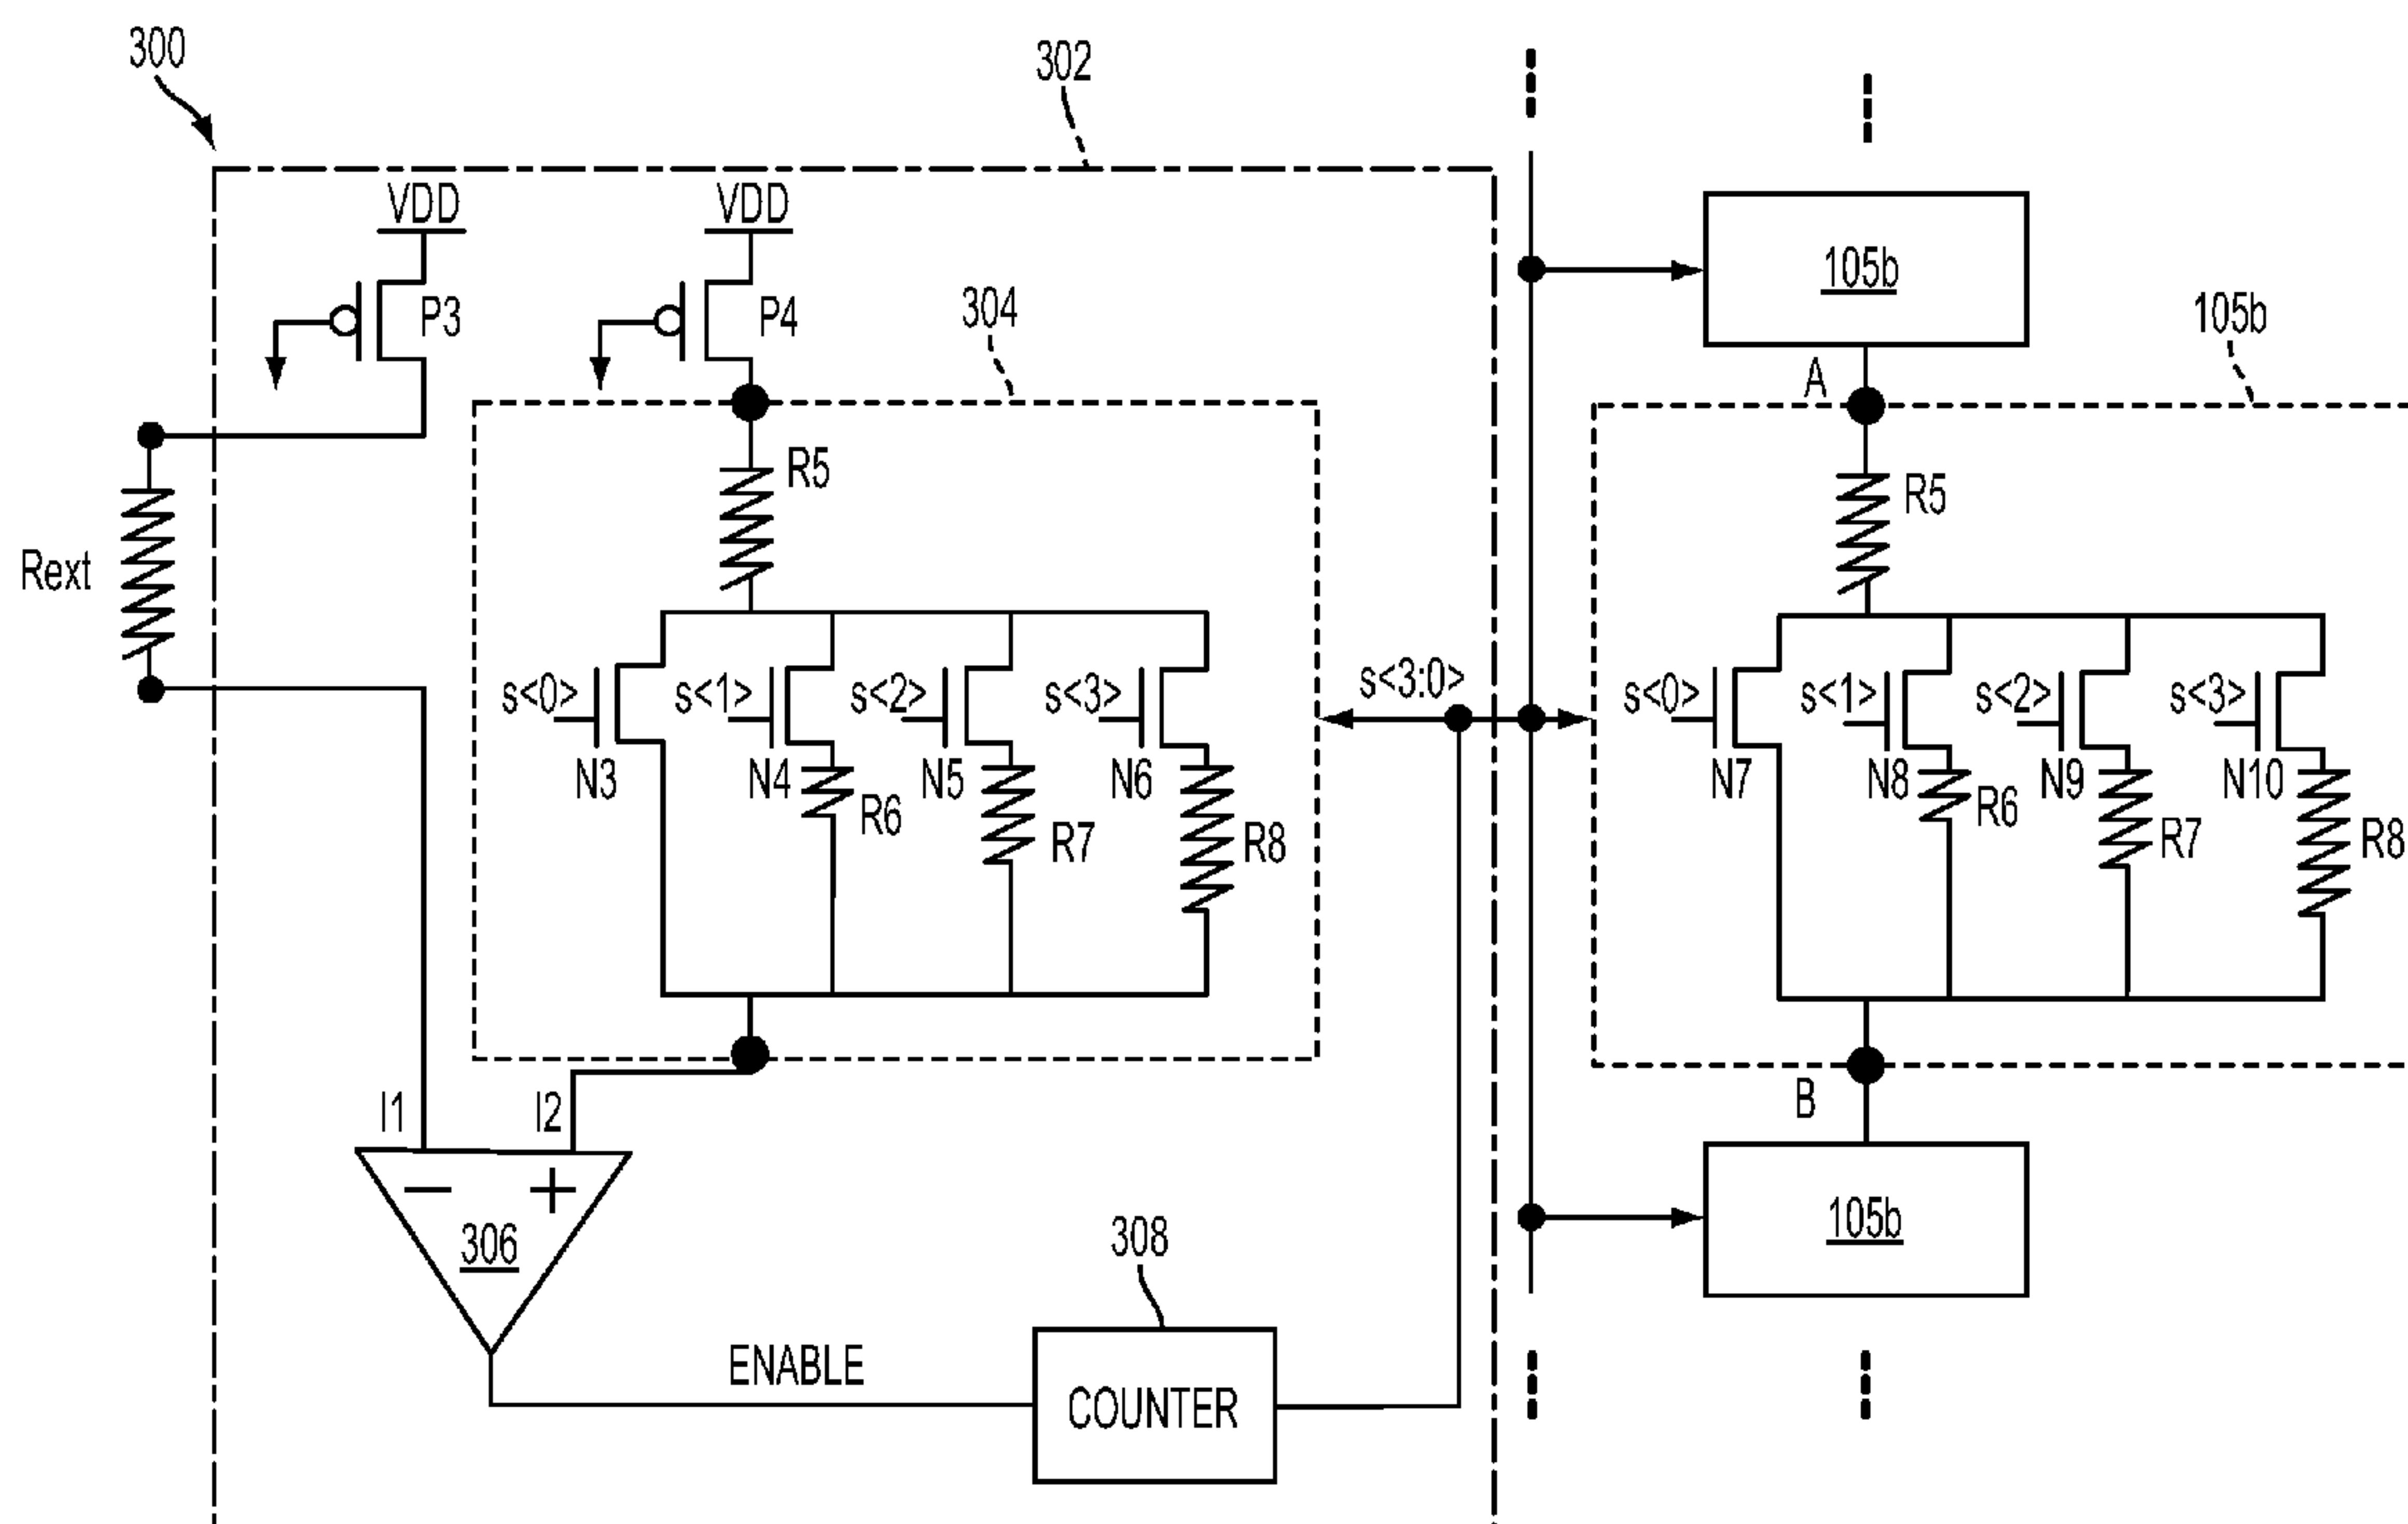 300
302
VDD
VDD
105b
P3
P4
304
105b
A
R5
R5
Rext
s<0>
s<1>
s<2>
s<3>
s<3:0>
s<0>
s<1>
s<2>
s<3>
N3
N4
N5
N6
N7
N8
N9
N10
R6
R7
R8
R6
R7
R8
I1
I2
B
−
+
306
308
105b
ENABLE
COUNTER